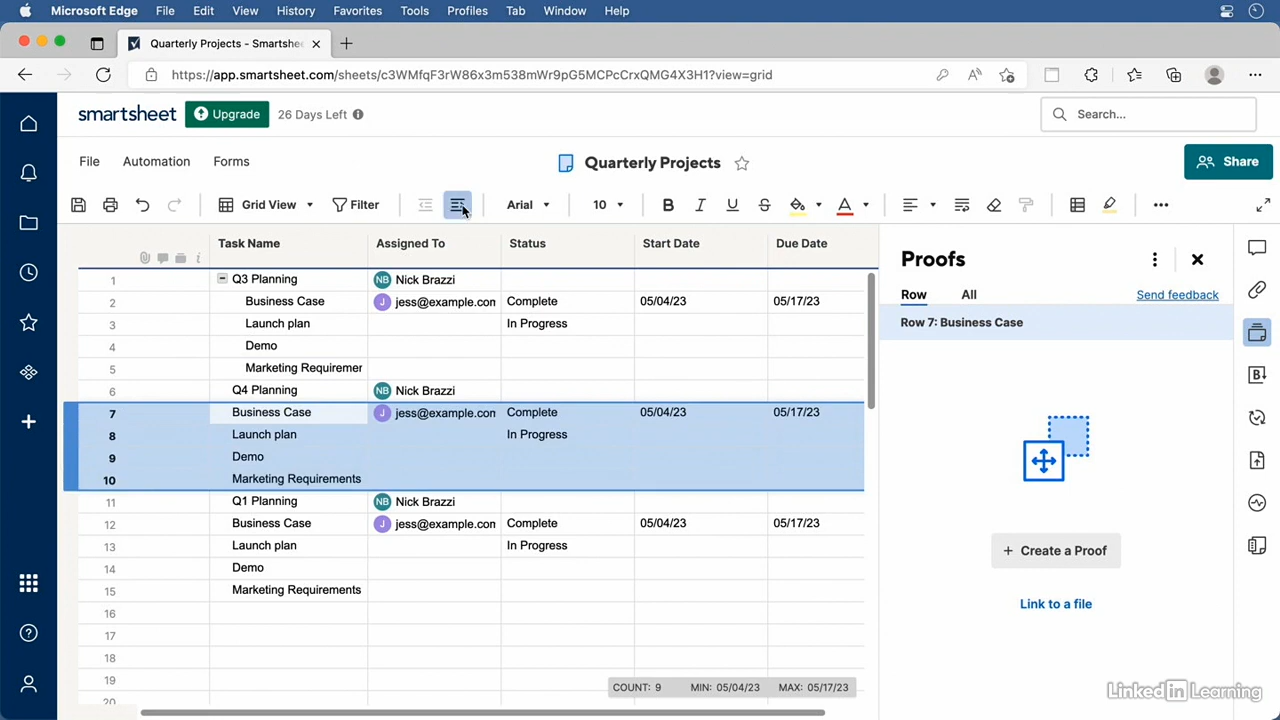 Microsoft Edge File Edit View History Favorites Tools Profiles Tab Window Help
Quarterly Projects - Smartshe
https://app.smartsheet.com/sheets/c3WMfqF3rW86x3m538mWr9pG5MCPcCrxQMG4X3H1?view=grid
smartsheet Upgrade 26 Days Left Search...
File Automation Forms Quarterly Projects Share
Grid View Filter Arial 10 B I U S A
Task Name Assigned To Status Start Date Due Date
1 Q3 Planning NB Nick Brazzi
2 Business Case J jess@example.con Complete 05/04/23 05/17/23
3 Launch plan In Progress
4 Demo
5 Marketing Requiremer
6 Q4 Planning NB Nick Brazzi
7 Business Case J jess@example.con Complete 05/04/23 05/17/23
8 Launch plan In Progress
9 Demo
10 Marketing Requirements
11 Q1 Planning NB Nick Brazzi
12 Business Case J jess@example.con Complete 05/04/23 05/17/23
13 Launch plan In Progress
14 Demo
15 Marketing Requirements
16
17
18
19
20
COUNT: 9 MIN: 05/04/23 MAX: 05/17/23
Proofs
Row All Send feedback
Row 7: Business Case
+ Create a Proof
Link to a file
LinkedIn Learning